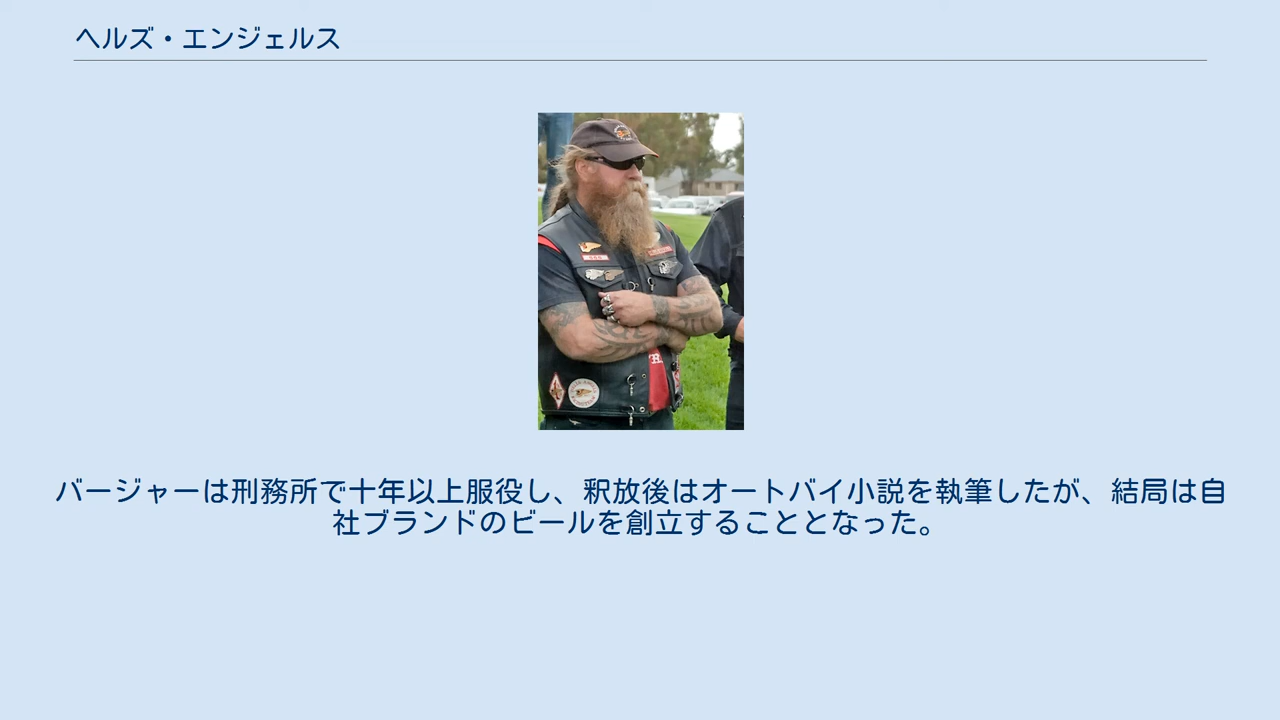 ヘルズ・エンジェルス
バージャーは刑務所で十年以上服役し、釈放後はオートバイ小説を執筆したが、結局は自
社ブランドのビールを創立することとなった。